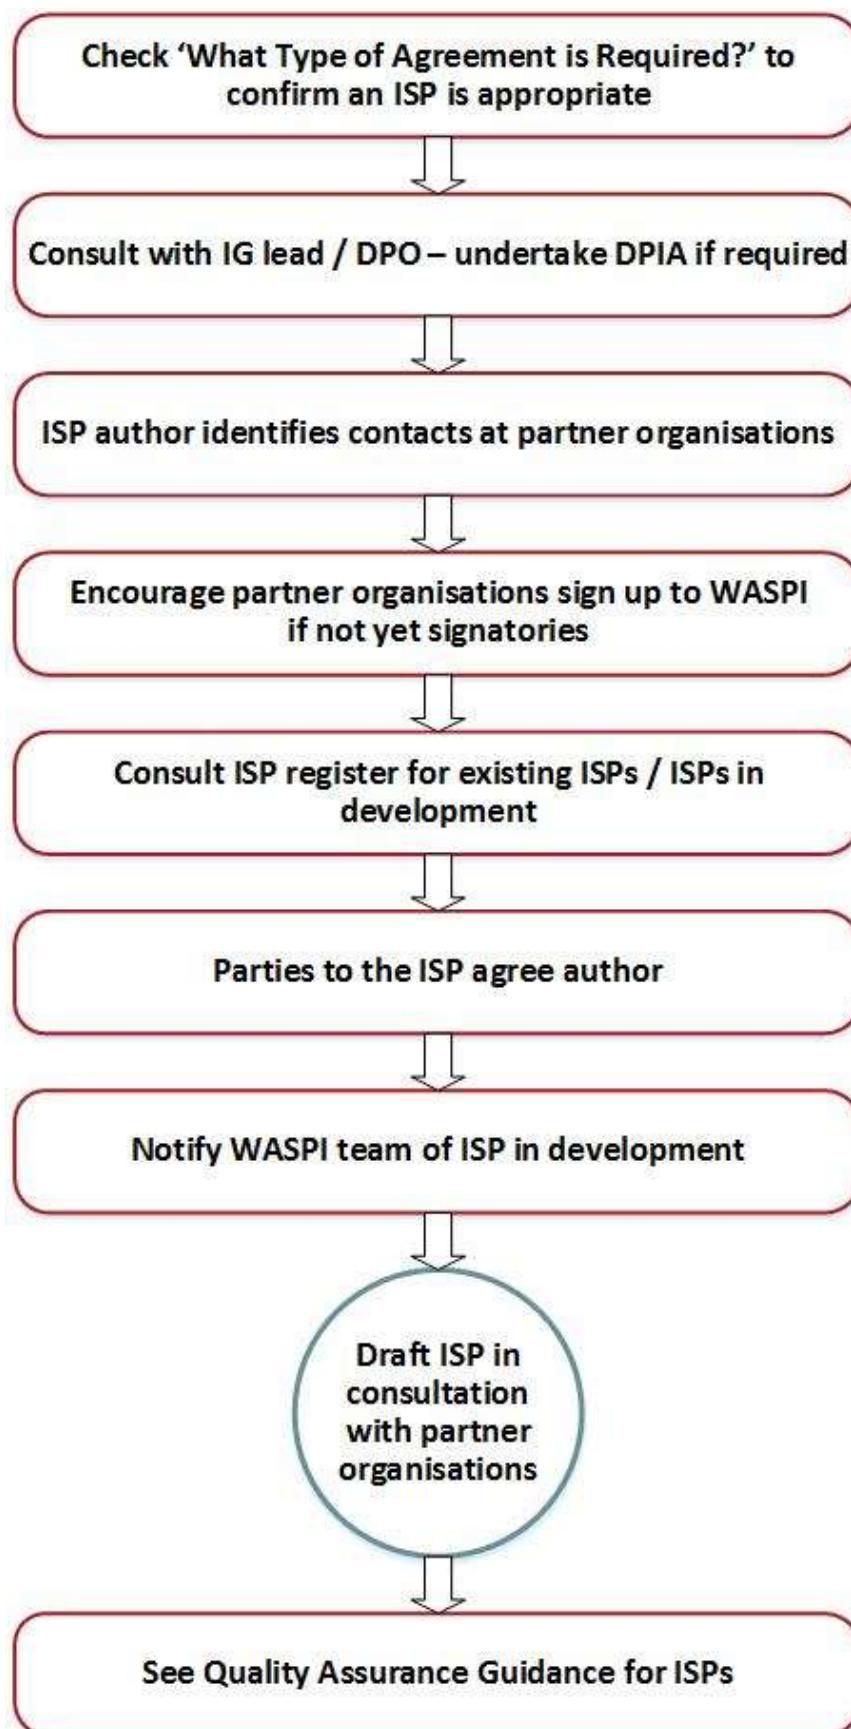 Check ‘What Type of Agreement is Required?’ to
confirm an ISP is appropriate
Consult with IG lead / DPO – undertake DPIA if required
ISP author identifies contacts at partner organisations
Encourage partner organisations sign up to WASPI
if not yet signatories
Consult ISP register for existing ISPs / ISPs in
development
Parties to the ISP agree author
Notify WASPI team of ISP in development
Draft ISP in
consultation
with partner
organisations
See Quality Assurance Guidance for ISPs